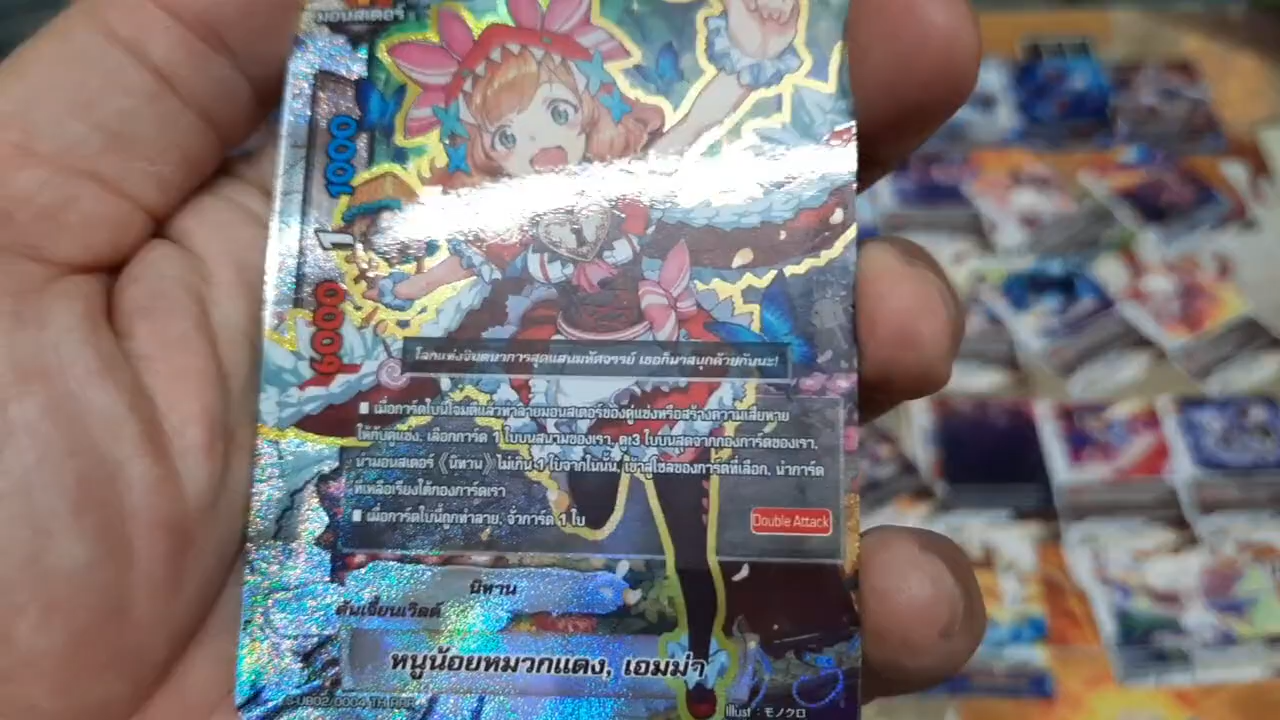 มอนสเตอร์
1000
1
6000
โลกแห่งจินตนาการสุดแสนมหัศจรรย์ เธอก็มาสนุกด้วยกันนะ!
■ เมื่อการ์ดใบนี้โจมตีแล้วทำลายมอนสเตอร์ของคู่แข่งหรือสร้างความเสียหาย
ให้กับคู่แข่ง, เลือกการ์ด 1 ใบบนสนามของเรา, ดู 3 ใบบนสุดจากกองการ์ดของเรา,
นำมอนสเตอร์《นิทาน》ไม่เกิน 1 ใบจากในนั้น, เข้าสู่โซลของการ์ดที่เลือก, นำการ์ด
ที่เหลือเรียงใต้กองการ์ดเรา
■ เมื่อการ์ดใบนี้ถูกทำลาย, จั่วการ์ด 1 ใบ
Double Attack
นิทาน
ดันเจี้ยนเวิลด์
หนูน้อยหมวกแดง, เอมม่า
S-UB02/0004 TH RRR
Illust : モノクロ